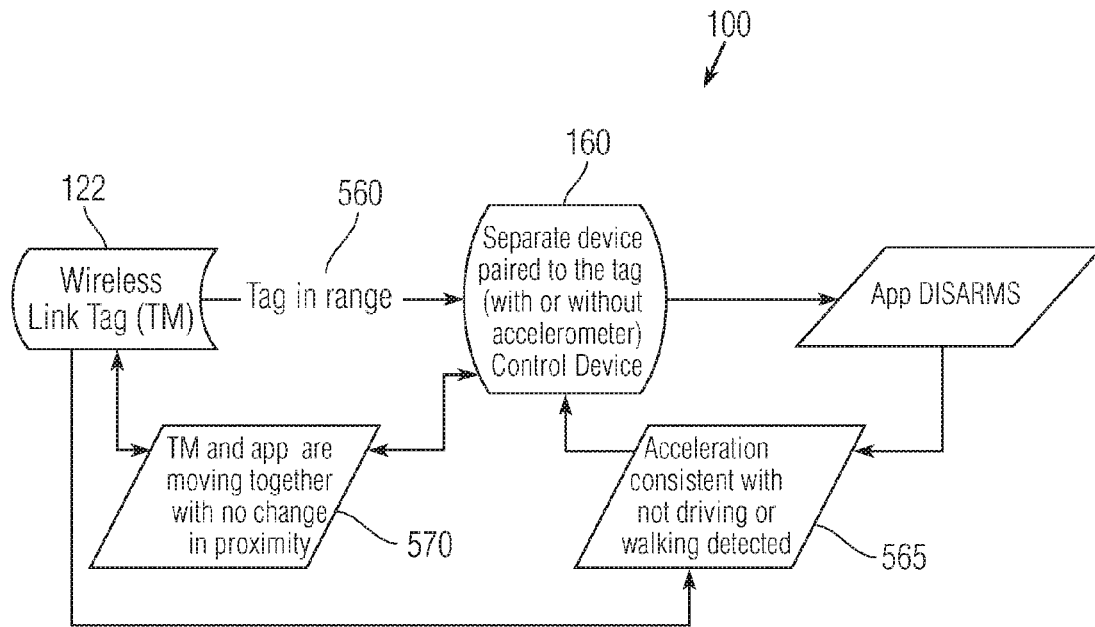 100
160
560
122
Wireless
Link Tag (TM)
Tag in range
Separate device
paired to the tag
(with or without
accelerometer)
Control Device
App DISARMS
TM and app are
moving together
with no change
in proximity
570
Acceleration
consistent with
not driving or
walking detected
565